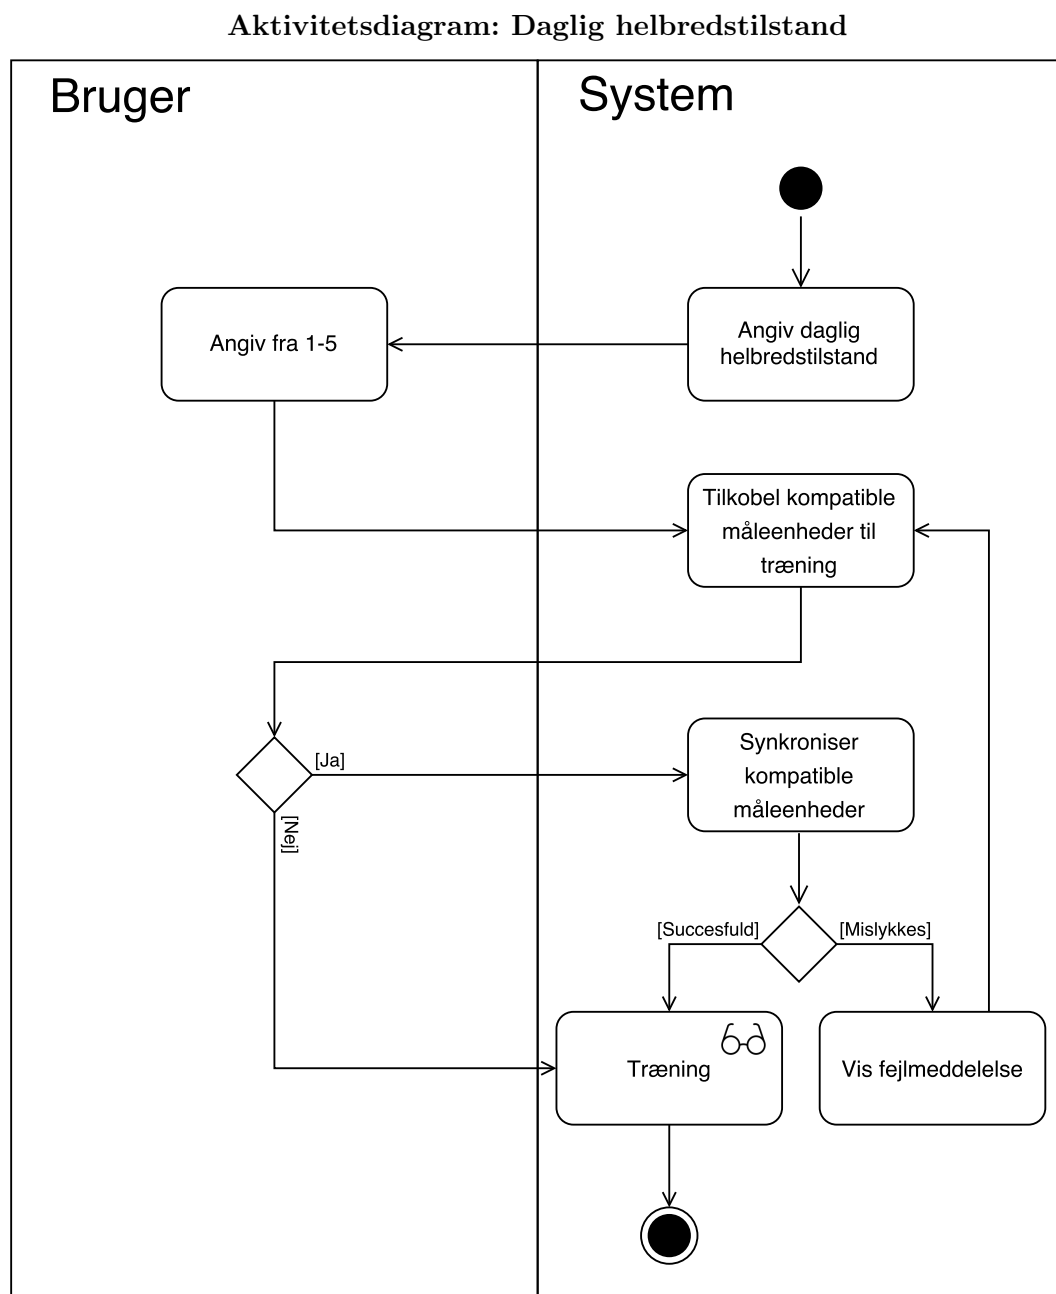 Aktivitetsdiagram: Daglig helbredstilstand
Bruger
System
Angiv daglig
helbredstilstand
Angiv fra 1-5
Tilkobel kompatible
måleenheder til
træning
[Ja]
[Nej]
Synkroniser
kompatible
måleenheder
[Succesfuld]
[Mislykkes]
Træning
Vis fejlmeddelelse